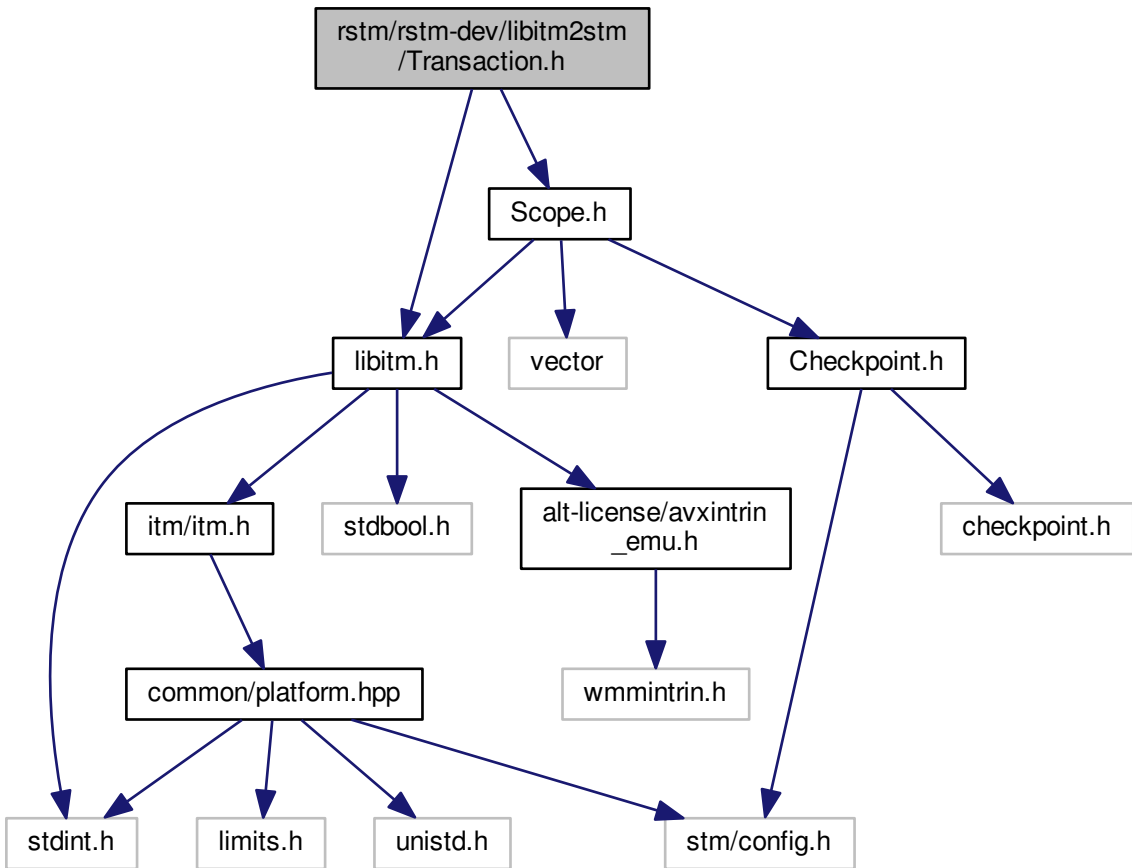 rstm/rstm-dev/libitm2stm
/Transaction.h
Scope.h
libitm.h
vector
Checkpoint.h
itm/itm.h
stdbool.h
alt-license/avxintrin
_emu.h
checkpoint.h
common/platform.hpp
wmmintrin.h
stdint.h
limits.h
unistd.h
stm/config.h